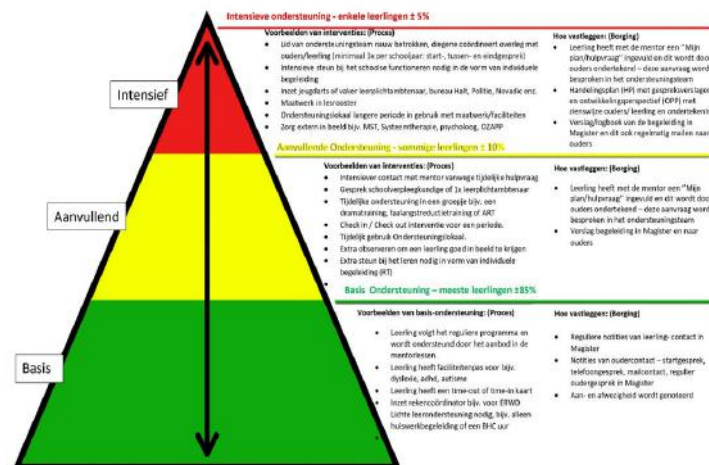 Intensieve ondersteuning - enkele leerlingen ± 5%
Voorbeelden van interventies: (Proces)
• Lid van ondersteuningsteam nauw betrokken, diegene coördineert overleg met
ouders/leerling (minimaal 3x per schooljaar: start-, tussen- en eindgesprek)
• Intensieve steun bij het schoolse functioneren nodig in de vorm van individuele
begeleiding
• Inzet jeugdarts of vaker leerplichtambtenaar, bureau Halt, Politie, Novadic enz.
• Maatwerk in lesrooster
• Ondersteuningslokaal langere periode in gebruik met maatwerk/faciliteiten
• Zorg extern in beeld bijv. MST, Systeemtherapie, psycholoog, OZAPP
Hoe vastleggen: (Borging)
• Leerling heeft met de mentor een "Mijn
plan/hulpvraag" ingevuld en dit wordt door
ouders ondertekend – deze aanvraag wordt
besproken in het ondersteuningsteam
• Handelingsplan (HP) met gespreksverslagen
en ontwikkelingsperspectief (OPP) met
zienswijze ouders/ leerling en ondertekening
• Verslag/logboek van de begeleiding in
Magister en dit ook regelmatig mailen naar
ouders
Intensief
Aanvullende Ondersteuning - sommige leerlingen ± 10%
Voorbeelden van interventies: (Proces)
• Intensiever contact met mentor vanwege tijdelijke hulpvraag
• Gesprek schoolverpleegkundige of 1x leerplichtambtenaar
• Tijdelijke ondersteuning in een groepje bijv. een
dramatraining, faalangstreductietraining of ART
• Check in / Check out interventie voor een periode.
• Tijdelijk gebruik Ondersteuningslokaal.
• Extra observeren om een leerling goed in beeld te krijgen
• Extra steun bij het leren nodig in vorm van individuele
begeleiding (RT)
Hoe vastleggen: (Borging)
• Leerling heeft met de mentor een "Mijn
plan/hulpvraag" ingevuld en dit wordt door
ouders ondertekend – deze aanvraag wordt
besproken in het ondersteuningsteam
• Verslag begeleiding in Magister en naar
ouders
Aanvullend
Basis Ondersteuning – meeste leerlingen ±85%
Voorbeelden van basis-ondersteuning: (Proces)
• Leerling volgt het reguliere programma en
wordt ondersteund door het aanbod in de
mentorlessen.
• Leerling heeft faciliteitenpas voor bijv.
dyslexie, adhd, autisme
• Leerling heeft een time-out of time-in kaart
• Inzet rekencoördinator bijv. voor ERWD
Lichte leerondersteuning nodig, bijv. alleen
huiswerkbegeleiding of een BHC uur
Hoe vastleggen: (Borging)
• Reguliere notities van leerling- contact in
Magister
• Notities van oudercontact – startgesprek,
telefoongesprek, mailcontact, regulier
oudergesprek in Magister
• Aan- en afwezigheid wordt genoteerd
Basis